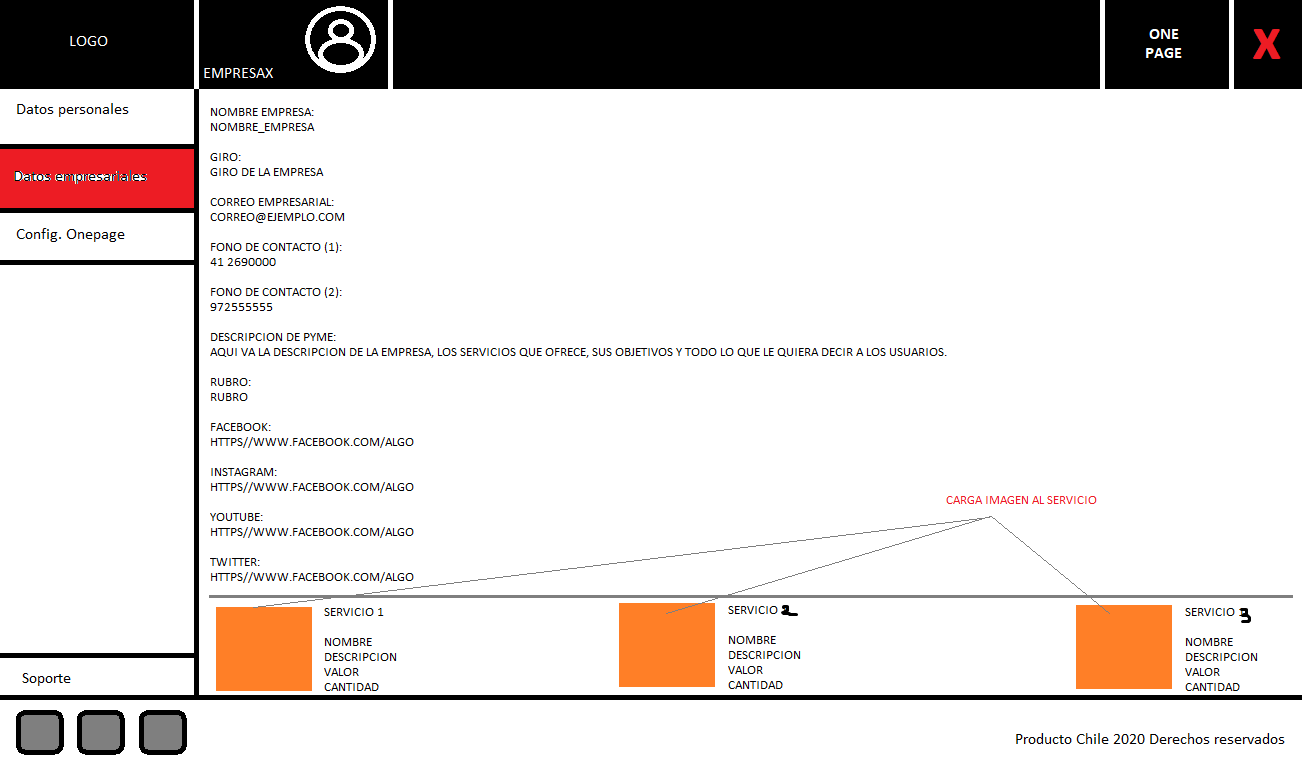 LOGO
EMPRESAX
ONE
PAGE
X
Datos personales
Datos empresariales
Config. Onepage
Soporte
NOMBRE EMPRESA:
NOMBRE_EMPRESA
GIRO:
GIRO DE LA EMPRESA
CORREO EMPRESARIAL:
CORREO@EJEMPLO.COM
FONO DE CONTACTO (1):
41 2690000
FONO DE CONTACTO (2):
972555555
DESCRIPCION DE PYME:
AQUI VA LA DESCRIPCION DE LA EMPRESA, LOS SERVICIOS QUE OFRECE, SUS OBJETIVOS Y TODO LO QUE LE QUIERA DECIR A LOS USUARIOS.
RUBRO:
RUBRO
FACEBOOK:
HTTPS//WWW.FACEBOOK.COM/ALGO
INSTAGRAM:
HTTPS//WWW.FACEBOOK.COM/ALGO
YOUTUBE:
HTTPS//WWW.FACEBOOK.COM/ALGO
TWITTER:
HTTPS//WWW.FACEBOOK.COM/ALGO
CARGA IMAGEN AL SERVICIO
SERVICIO 1
NOMBRE
DESCRIPCION
VALOR
CANTIDAD
SERVICIO 2
NOMBRE
DESCRIPCION
VALOR
CANTIDAD
SERVICIO 3
NOMBRE
DESCRIPCION
VALOR
CANTIDAD
Producto Chile 2020 Derechos reservados